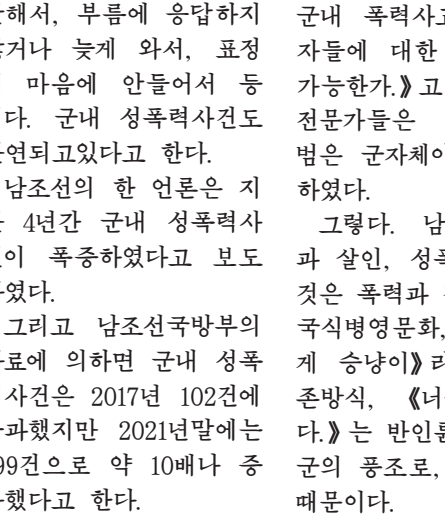 해서, 부름에 응답하지
거나 늦게 와서, 표정
마음에 안들어서 등
다. 군내 성폭력사건도
연되고있다고 한다.
남조선의 한 언론은 지
4년간 군내 성폭력사
이 폭증하였다고 보도
였다.
그리고 남조선국방부의
료에 의하면 군내 성폭
사건은 2017년 102건에
과했지만 2021년말에는
99건으로 약 10배나 증
했다고 한다.
군내 폭력사고
자들에 대한
가능한가.》고
전문가들은
범은 군자체이
하였다.
그렇다. 남
과 살인, 성폭
것은 폭력과
국식병영문화,
게 승냥이》라
존방식, 《너
다.》는 반인륜
군의 풍조로,
때문이다.